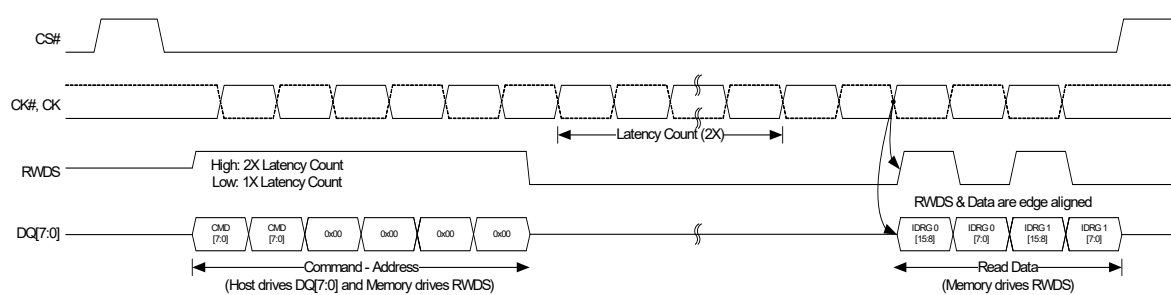 CS#
CK#, CK
Latency Count (2X)
High: 2X Latency Count
Low: 1X Latency Count
RWDS
RWDS & Data are edge aligned
DQ[7:0]
CMD [7:0]
CMD [7:0]
0x00
0x00
0x00
0x00
IDRG 0 [15:8]
IDRG 0 [7:0]
IDRG 1 [15:8]
IDRG 1 [7:0]
Command - Address
(Host drives DQ[7:0] and Memory drives RWDS)
Read Data
(Memory drives RWDS)